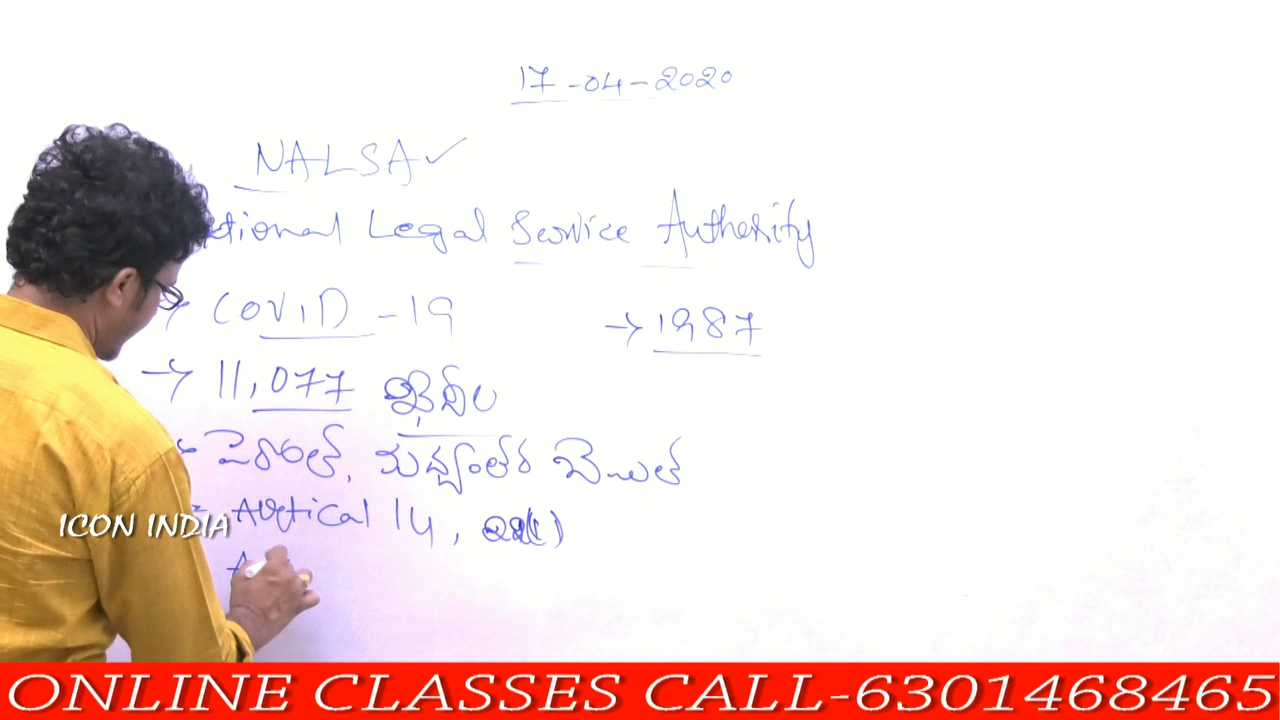 17-04-2020
NALSA ✓
ational Legal Service Authority
→ COVID-19
→ 1987
→ 11,077 ఖైదీల
పెరోల్, మధ్యంతర బెయిల్
Artical 14, 22(1)
A
ICON INDIA
ONLINE CLASSES CALL-6301468465